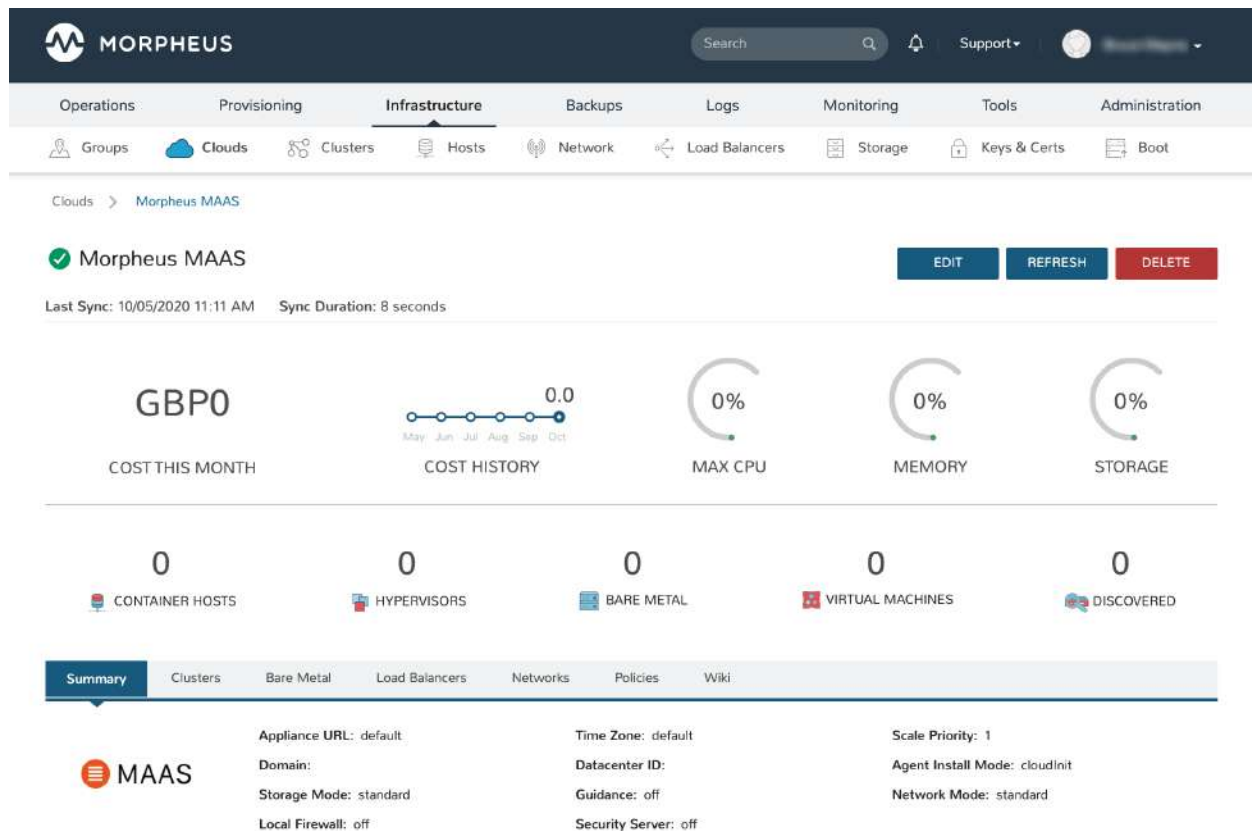 MORPHEUS Search Support
Operations Provisioning Infrastructure Backups Logs Monitoring Tools Administration
Groups Clouds Clusters Hosts Network Load Balancers Storage Keys & Certs Boot
Clouds > Morpheus MAAS
Morpheus MAAS EDIT REFRESH DELETE
Last Sync: 10/05/2020 11:11 AM Sync Duration: 8 seconds
GBP0 0.0 0% 0% 0%
May Jun Jul Aug Sep Oct
COST THIS MONTH COST HISTORY MAX CPU MEMORY STORAGE
0 0 0 0 0
CONTAINER HOSTS HYPERVISORS BARE METAL VIRTUAL MACHINES DISCOVERED
Summary Clusters Bare Metal Load Balancers Networks Policies Wiki
Appliance URL: default Time Zone: default Scale Priority: 1
MAAS Domain: Datacenter ID: Agent Install Mode: cloudInit
Storage Mode: standard Guidance: off Network Mode: standard
Local Firewall: off Security Server: off